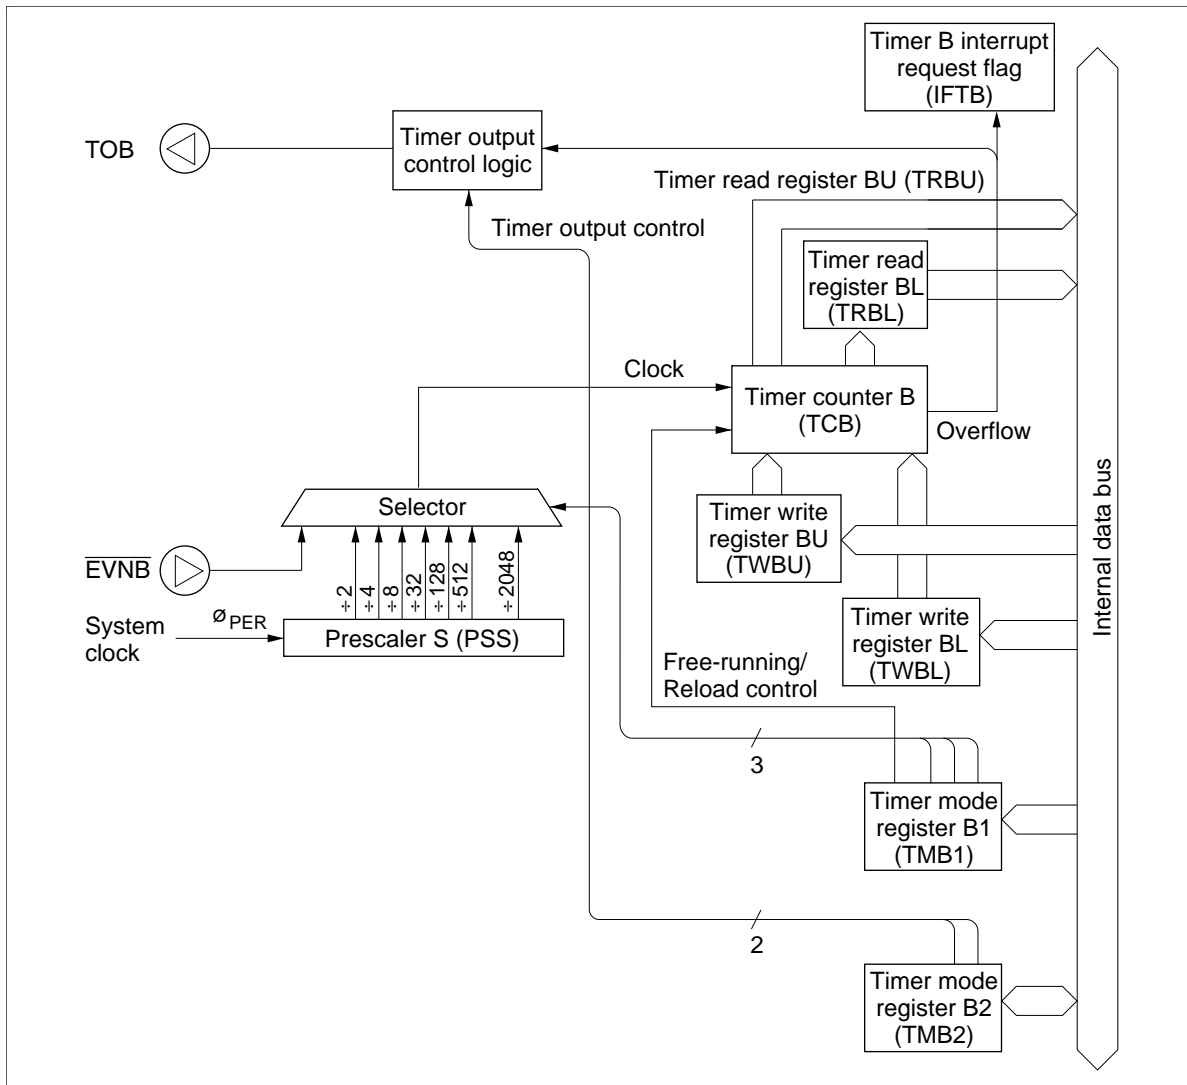 Timer B interrupt
request flag
(IFTB)
TOB
Timer output
control logic
Timer read register BU (TRBU)
Timer output control
Timer read
register BL
(TRBL)
Clock
Timer counter B
(TCB)
Overflow
Selector
Timer write
register BU
(TWBU)
EVNB
÷2
÷4
÷8
÷32
÷128
÷512
÷2048
System
clock
øPER
Prescaler S (PSS)
Timer write
register BL
(TWBL)
Internal data bus
Free-running/
Reload control
3
Timer mode
register B1
(TMB1)
2
Timer mode
register B2
(TMB2)